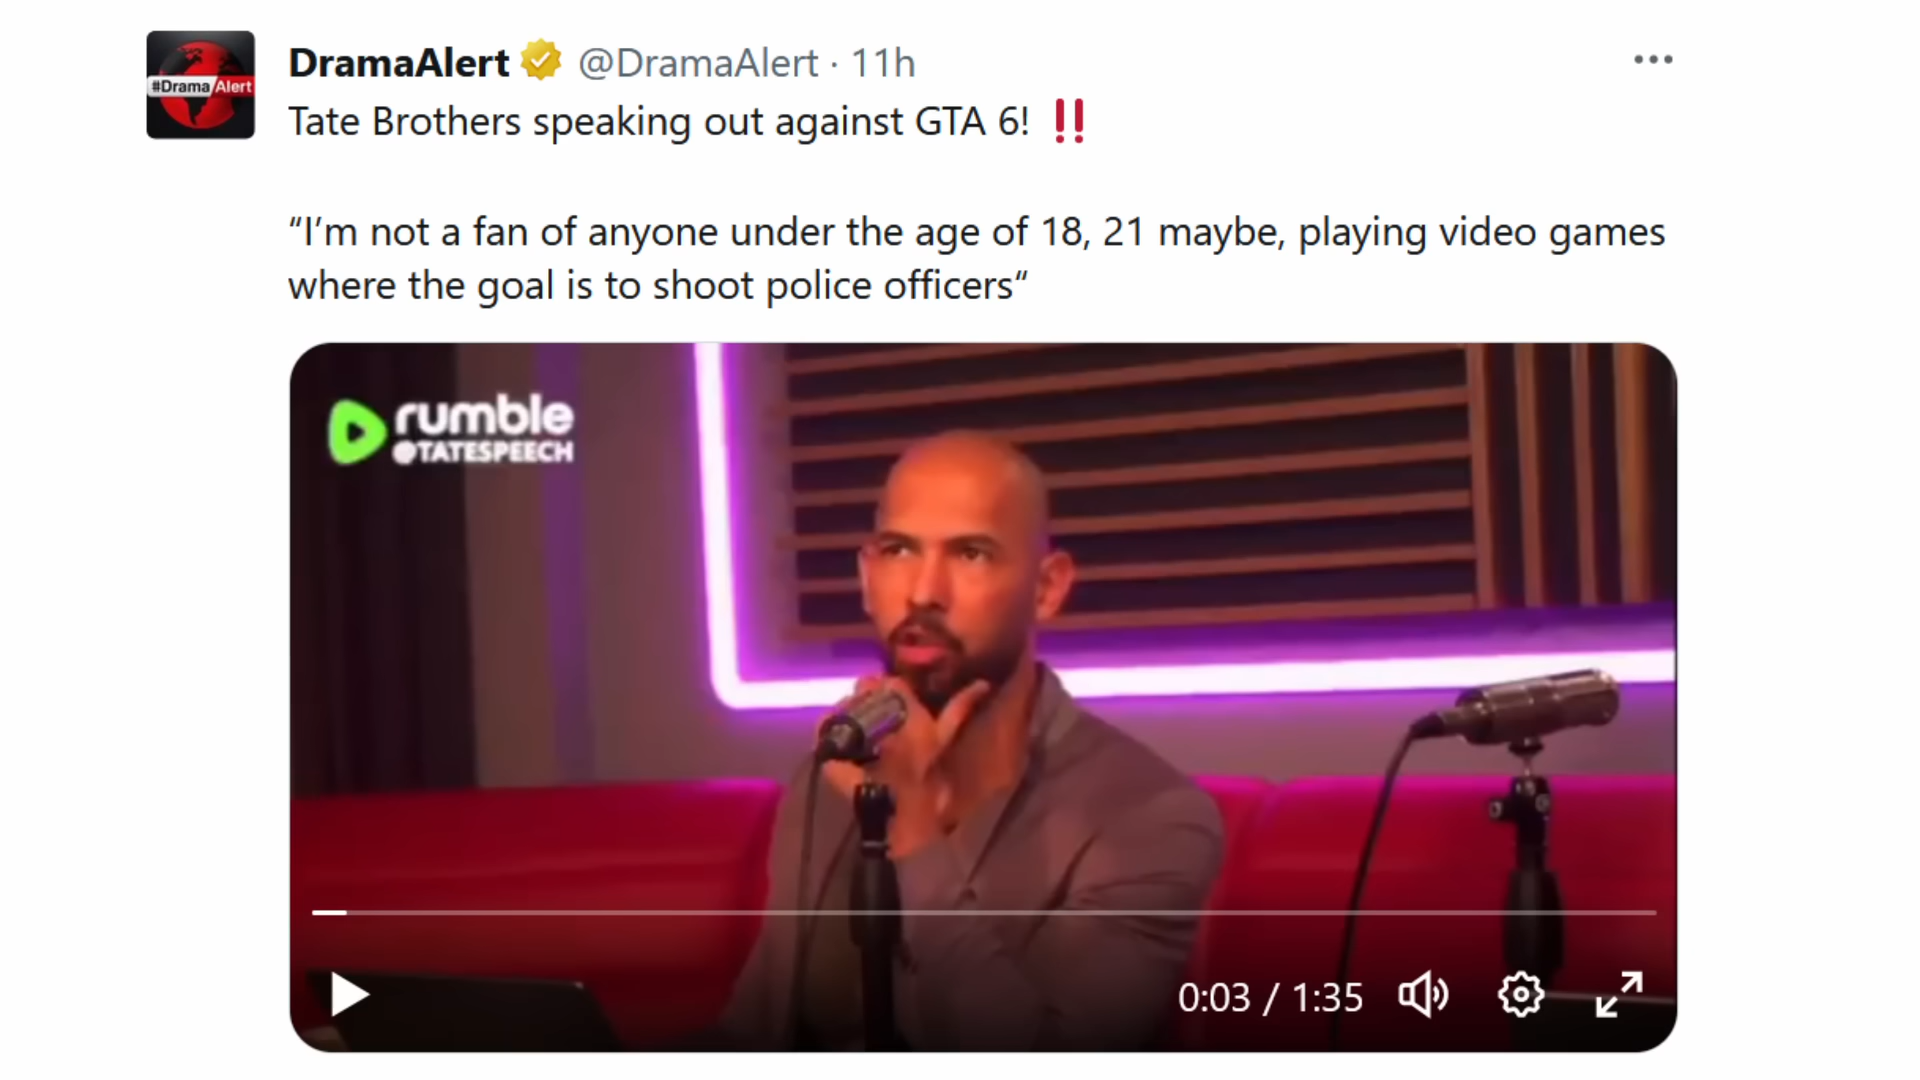 #Drama Alert
DramaAlert @DramaAlert · 11h
Tate Brothers speaking out against GTA 6! ‼️
“I’m not a fan of anyone under the age of 18, 21 maybe, playing video games
where the goal is to shoot police officers“
rumble
@TATESPEECH
0:03 / 1:35